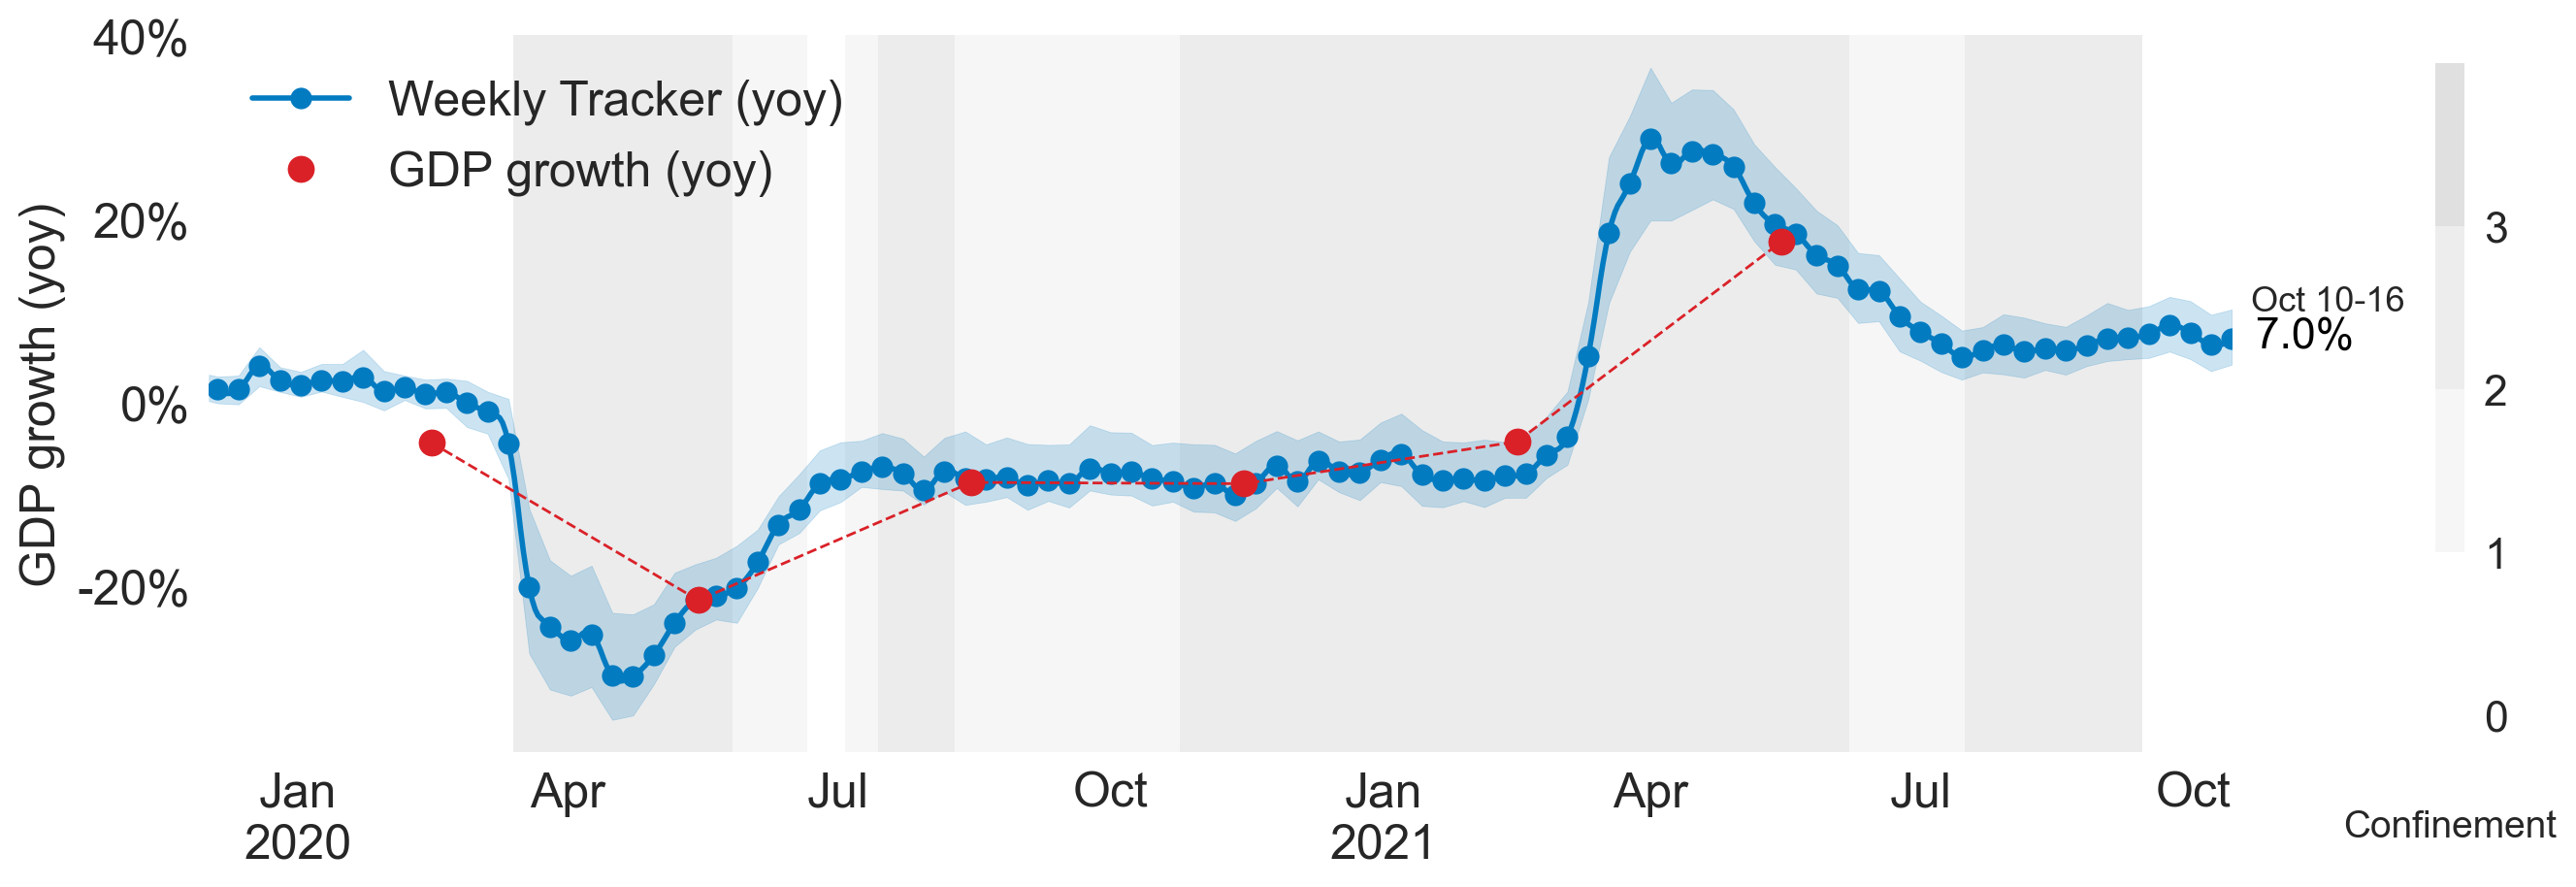 40%
20%
0%
-20%
GDP growth (yoy)
Weekly Tracker (yoy)
GDP growth (yoy)
Oct 10-16
7.0%
3
2
1
0
Confinement
Jan Apr Jul Oct Jan Apr Jul Oct
2020 2021